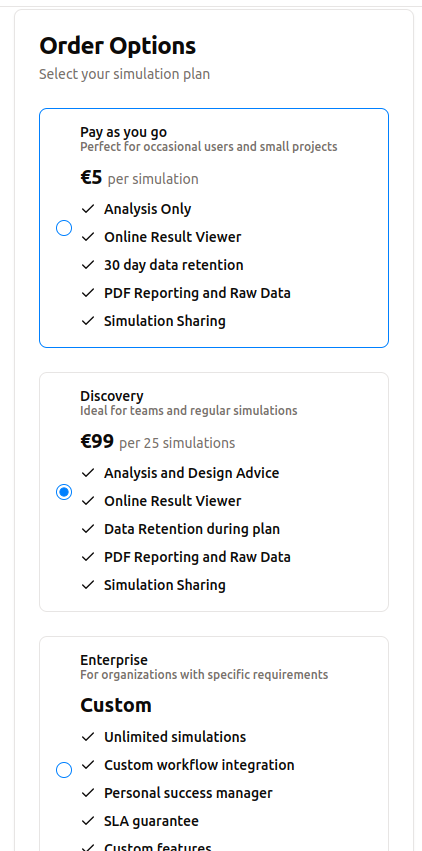 Order Options
Select your simulation plan
Pay as you go
Perfect for occasional users and small projects
€5 per simulation
Analysis Only
Online Result Viewer
30 day data retention
PDF Reporting and Raw Data
Simulation Sharing
Discovery
Ideal for teams and regular simulations
€99 per 25 simulations
Analysis and Design Advice
Online Result Viewer
Data Retention during plan
PDF Reporting and Raw Data
Simulation Sharing
Enterprise
For organizations with specific requirements
Custom
Unlimited simulations
Custom workflow integration
Personal success manager
SLA guarantee
Custom features